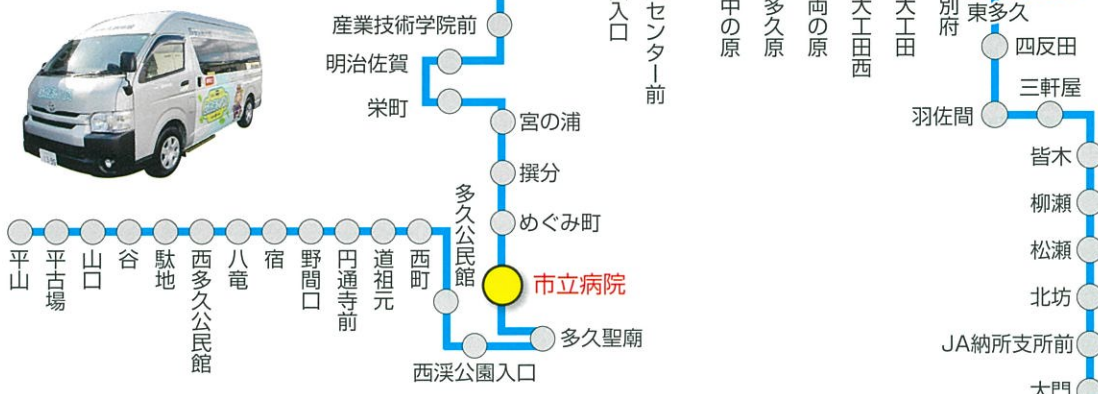 産業技術学院前
明治佐賀
栄町
宮の浦
撰分
めぐみ町
市立病院
多久聖廟
西渓公園入口
多久公民館
西町
道祖元
円通寺前
野間口
宿
八竜
西多久公民館
駄地
谷
山口
平古場
平山
入口
センター前
中の原
多久原
両の原
大工田西
大工田
別府
東多久
四反田
三軒屋
羽佐間
皆木
柳瀬
松瀬
北坊
JA納所支所前
大門